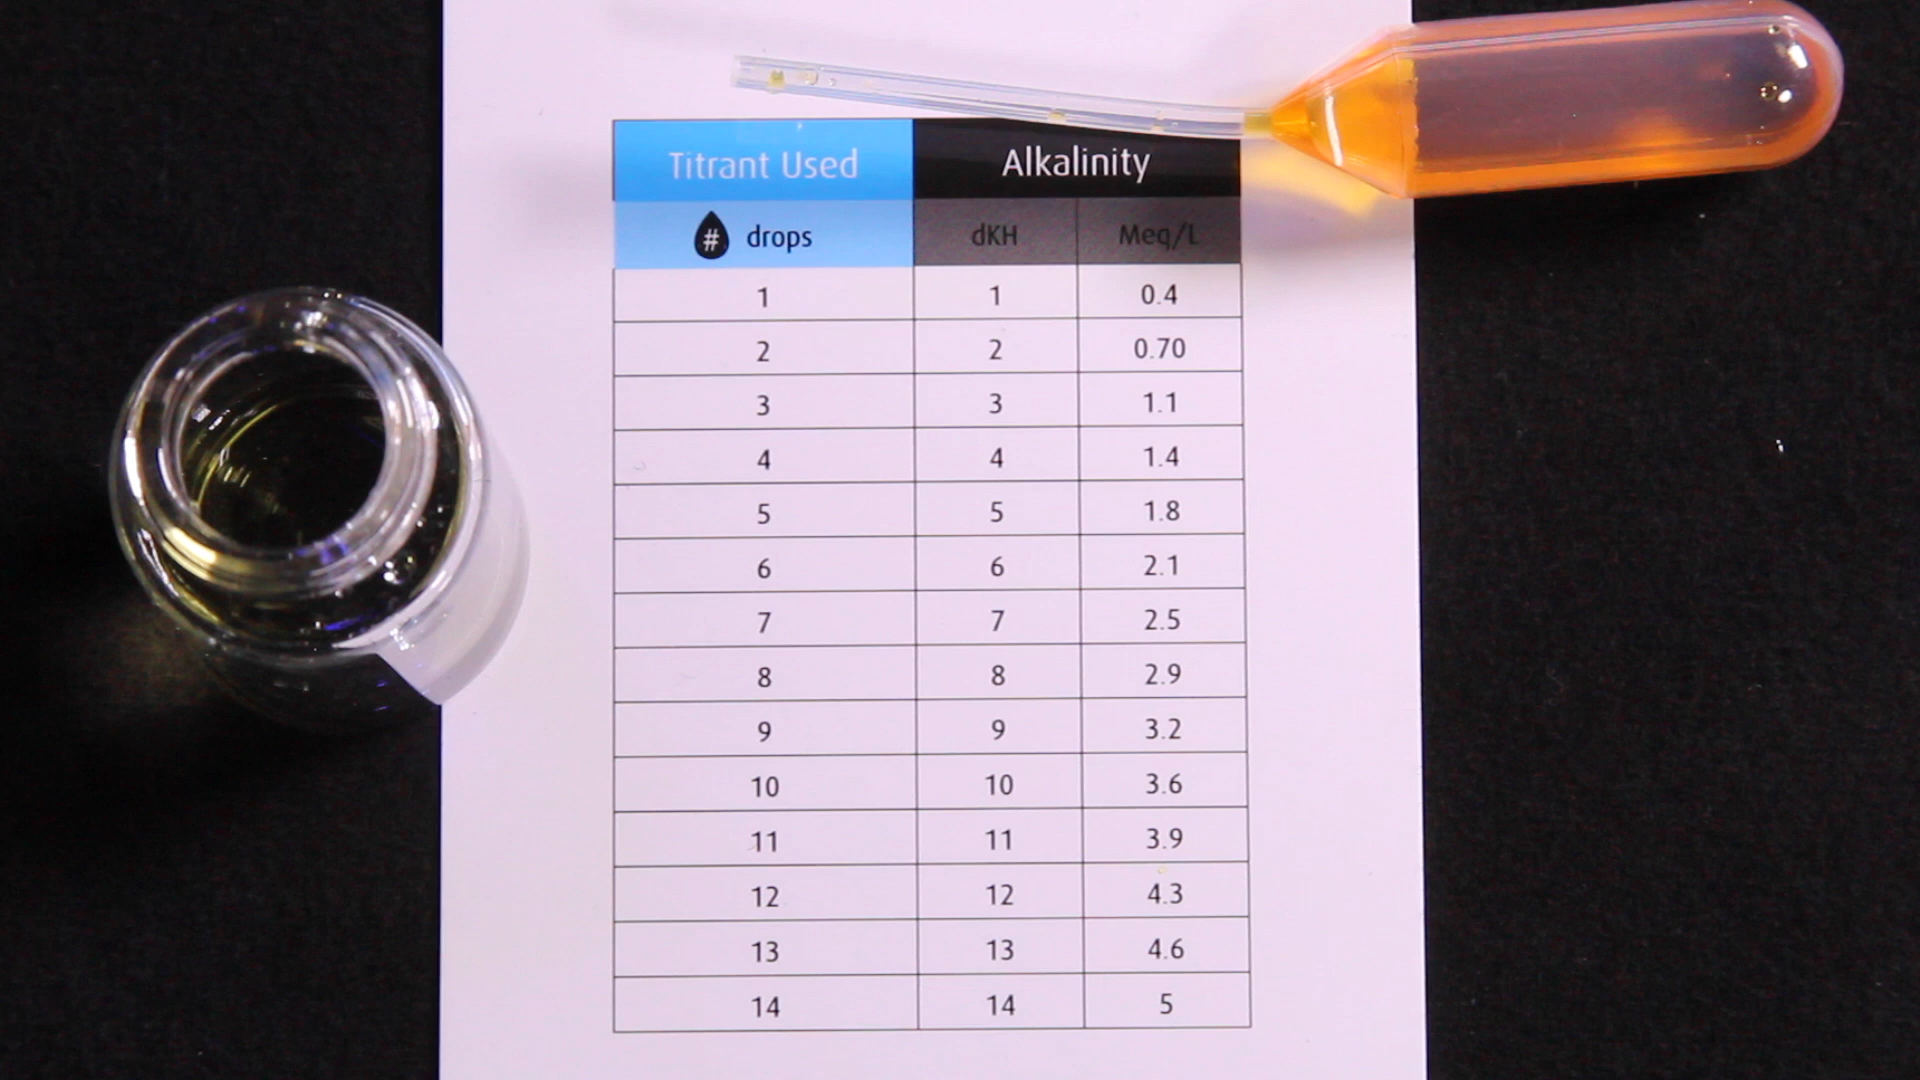 Titrant Used Alkalinity
# drops dKH Meq/L
1 1 0.4
2 2 0.70
3 3 1.1
4 4 1.4
5 5 1.8
6 6 2.1
7 7 2.5
8 8 2.9
9 9 3.2
10 10 3.6
11 11 3.9
12 12 4.3
13 13 4.6
14 14 5